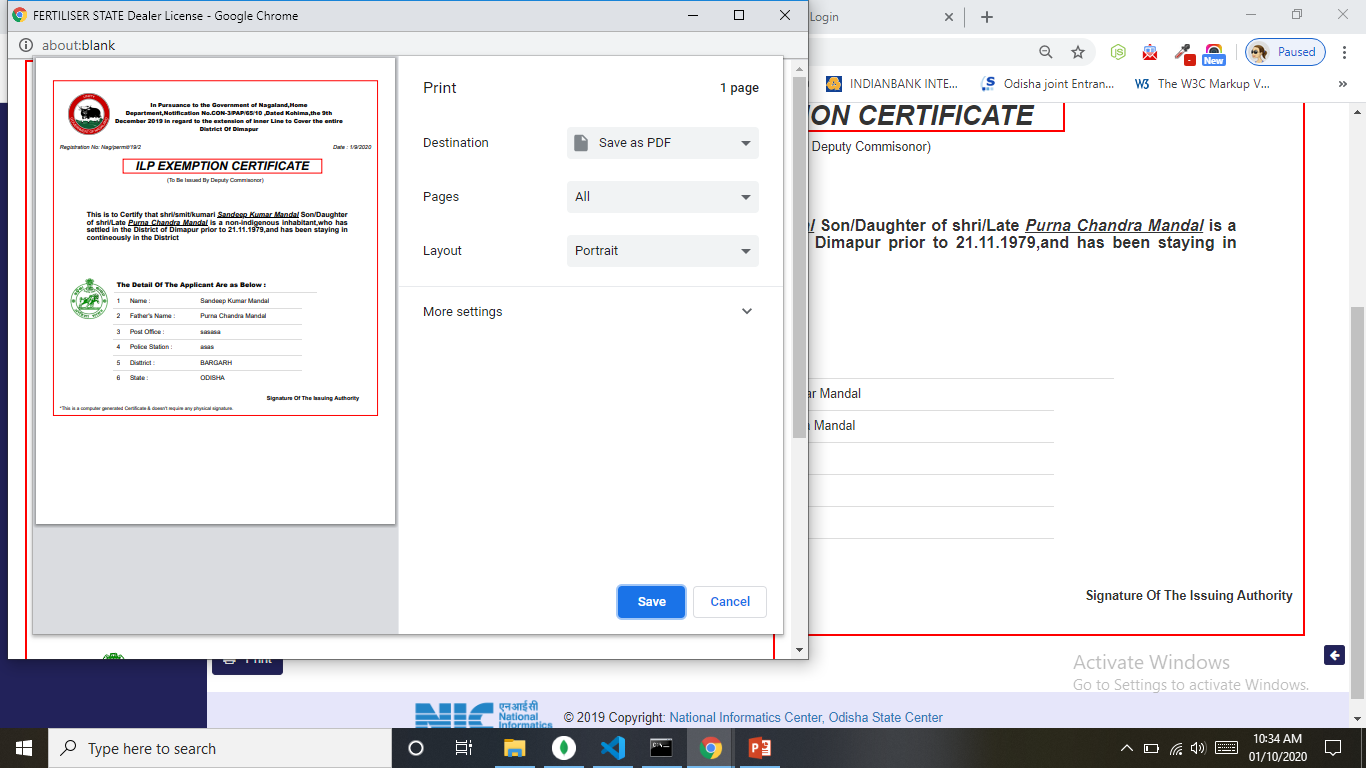 FERTILISER STATE Dealer License - Google Chrome
about:blank
Login
Paused
New
INDIANBANK INTE...
Odisha joint Entran...
The W3C Markup V...
In Pursuance to the Government of Nagaland,Home
Department,Notification No.CON-3/PAP/65/10 ,Dated Kohima,the 9th
December 2019 in regard to the extension of inner Line to Cover the entire
District Of Dimapur
Registration No: Nag/permit/19/2
Date : 1/9/2020
ILP EXEMPTION CERTIFICATE
(To Be Issued By Deputy Commisonor)
This is to Certify that shri/smit/kumari Sandeep Kumar Mandal Son/Daughter
of shri/Late Purna Chandra Mandal is a non-indigenous inhabitant,who has
settled in the District of Dimapur prior to 21.11.1979,and has been staying in
contineously in the District
The Detail Of The Applicant Are as Below :
1 Name : Sandeep Kumar Mandal
2 Father's Name : Purna Chandra Mandal
3 Post Office : sasasa
4 Police Station : asas
5 Disttrict : BARGARH
6 State : ODISHA
Signature Of The Issuing Authority
*This is a computer generated Certificate & doesn't require any physical signature.
Print
1 page
Destination
Save as PDF
Pages
All
Layout
Portrait
More settings
Save
Cancel
ON CERTIFICATE
Deputy Commisonor)
Son/Daughter of shri/Late Purna Chandra Mandal is a
Dimapur prior to 21.11.1979,and has been staying in
ar Mandal
Mandal
Signature Of The Issuing Authority
Print
Activate Windows
Go to Settings to activate Windows.
NIC
एन आई सी
National
Informatics
© 2019 Copyright: National Informatics Center, Odisha State Center
Type here to search
10:34 AM
01/10/2020